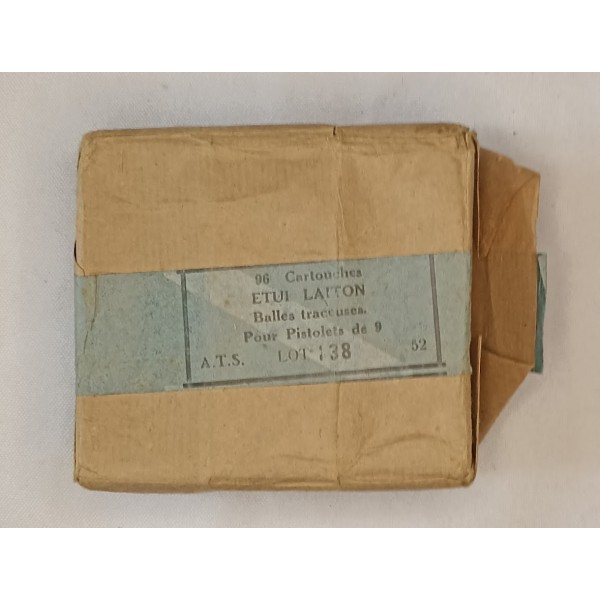 96 Cartouches
ETUI LAITON
Balles traceuses.
Pour Pistolets de 9
A.T.S. LOT 138 52